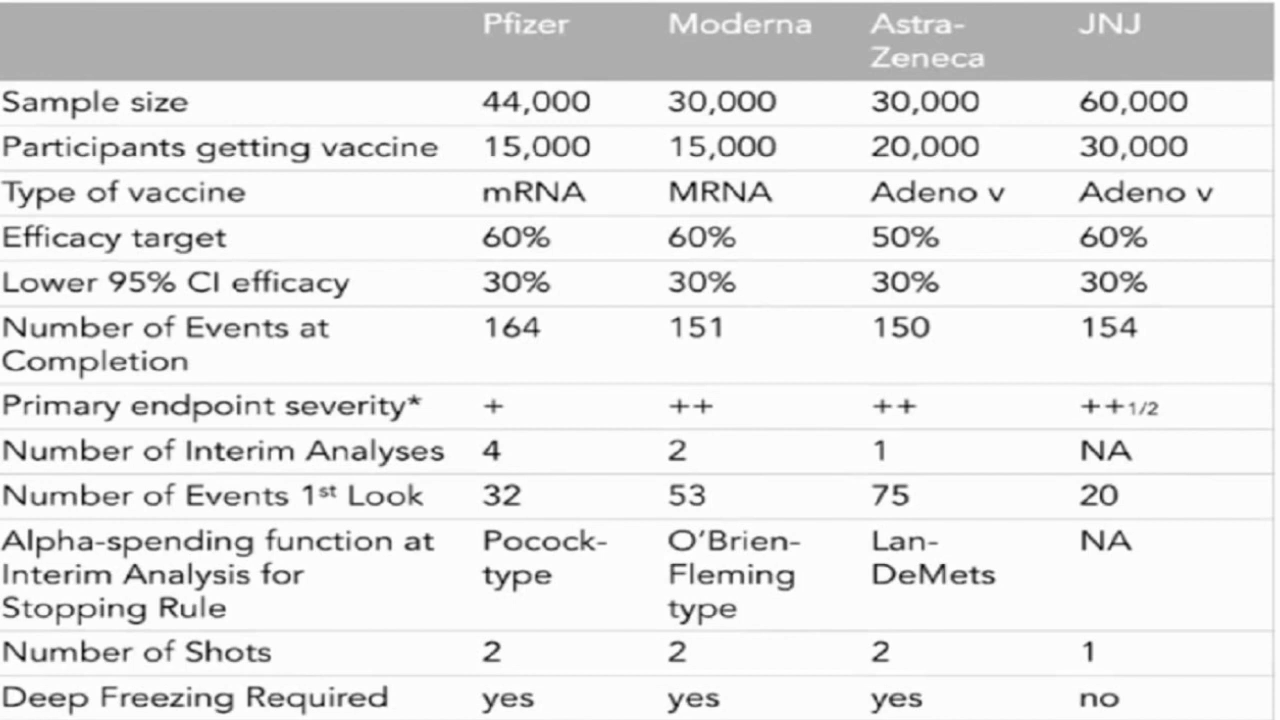 Pfizer Moderna Astra- JNJ
Zeneca
Sample size 44,000 30,000 30,000 60,000
Participants getting vaccine 15,000 15,000 20,000 30,000
Type of vaccine mRNA MRNA Adeno v Adeno v
Efficacy target 60% 60% 50% 60%
Lower 95% CI efficacy 30% 30% 30% 30%
Number of Events at 164 151 150 154
Completion
Primary endpoint severity* + ++ ++ ++1/2
Number of Interim Analyses 4 2 1 NA
Number of Events 1st Look 32 53 75 20
Alpha-spending function at Pocock- O'Brien- Lan- NA
Interim Analysis for type Fleming DeMets
Stopping Rule type
Number of Shots 2 2 2 1
Deep Freezing Required yes yes yes no